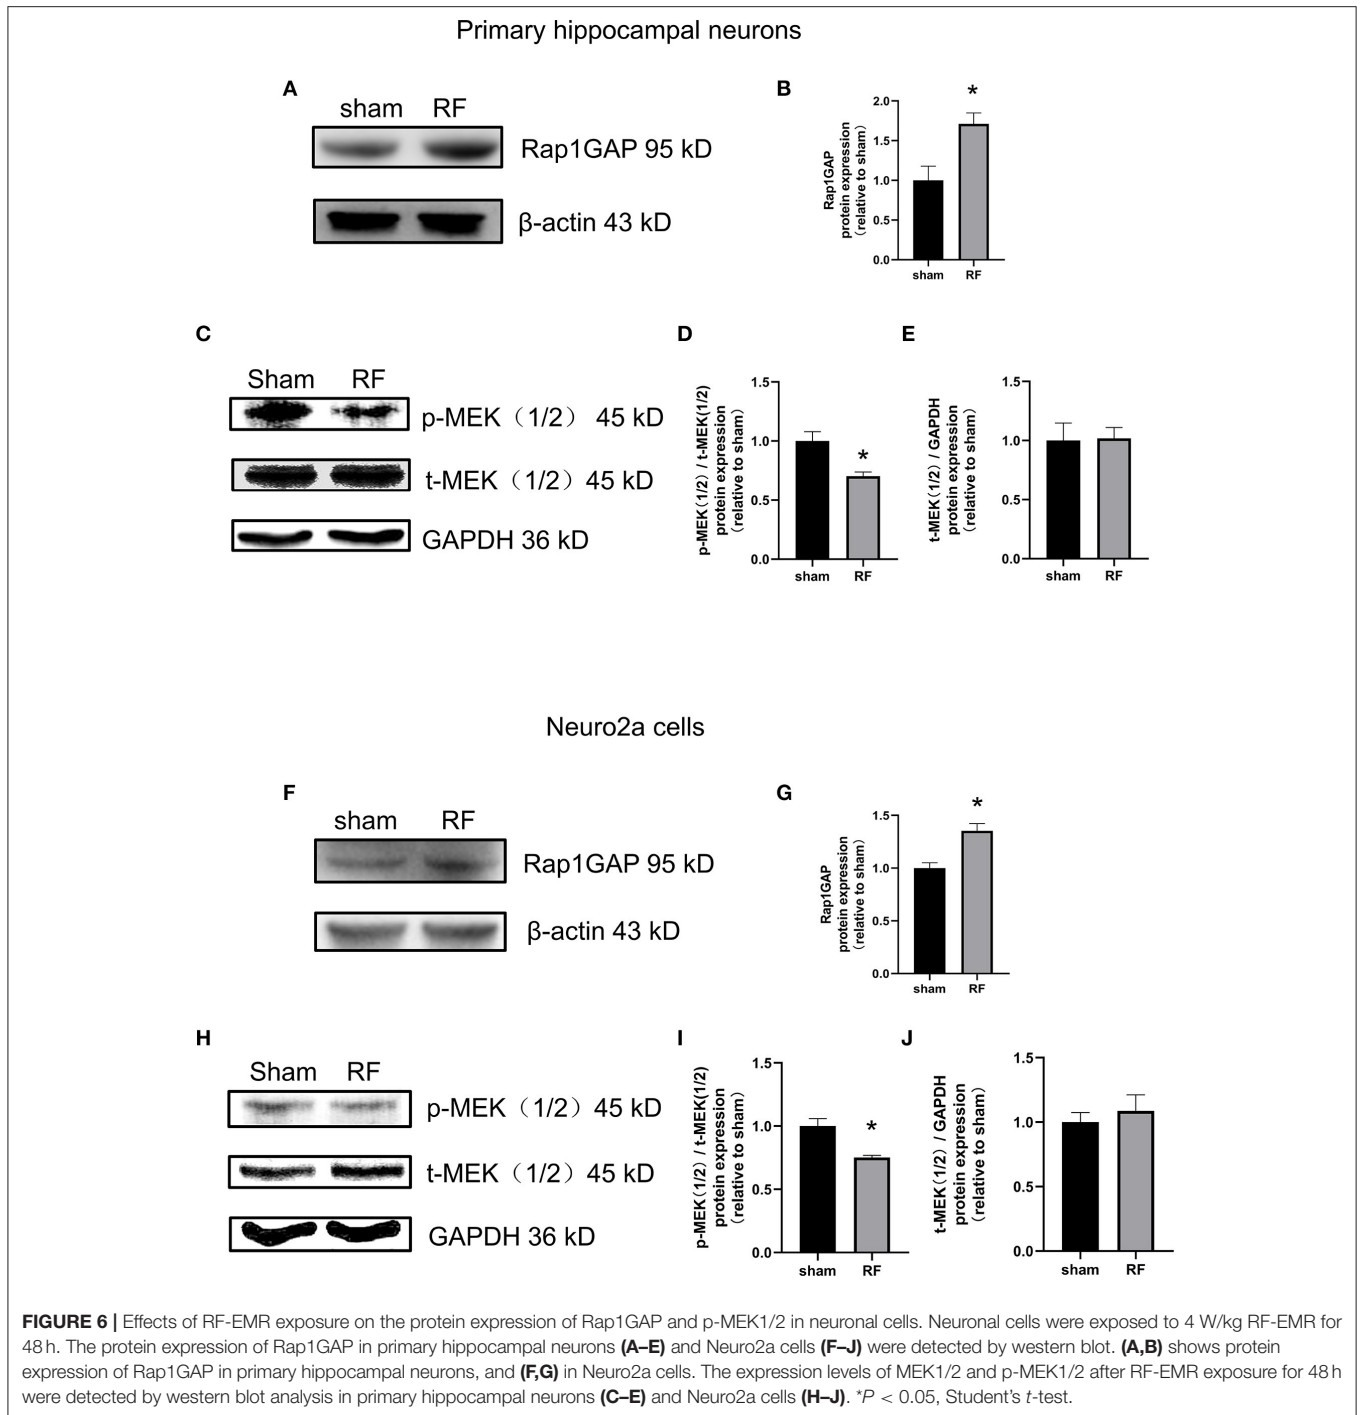 Primary hippocampal neurons
A
sham RF
Rap1GAP 95 kD
β-actin 43 kD
B
Rap1GAP
protein expression
(relative to sham)
2.0
1.5
1.0
0.5
0.0
*
sham RF
C
Sham RF
p-MEK（1/2） 45 kD
t-MEK（1/2）45 kD
GAPDH 36 kD
D
p-MEK(1/2) / t-MEK(1/2)
protein expression
(relative to sham)
1.5
1.0
0.5
0.0
*
sham RF
E
t-MEK(1/2) / GAPDH
protein expression
(relative to sham)
1.5
1.0
0.5
0.0
sham RF
Neuro2a cells
F
sham RF
Rap1GAP 95 kD
β-actin 43 kD
G
Rap1GAP
protein expression
(relative to sham)
1.5
1.0
0.5
0.0
*
sham RF
H
Sham RF
p-MEK（1/2）45 kD
t-MEK（1/2）45 kD
GAPDH 36 kD
I
p-MEK(1/2) / t-MEK(1/2)
protein expression
(relative to sham)
1.5
1.0
0.5
0.0
*
sham RF
J
t-MEK(1/2) / GAPDH
protein expression
(relative to sham)
1.5
1.0
0.5
0.0
sham RF
FIGURE 6 | Effects of RF-EMR exposure on the protein expression of Rap1GAP and p-MEK1/2 in neuronal cells. Neuronal cells were exposed to 4 W/kg RF-EMR for
48 h. The protein expression of Rap1GAP in primary hippocampal neurons (A–E) and Neuro2a cells (F–J) were detected by western blot. (A,B) shows protein
expression of Rap1GAP in primary hippocampal neurons, and (F,G) in Neuro2a cells. The expression levels of MEK1/2 and p-MEK1/2 after RF-EMR exposure for 48 h
were detected by western blot analysis in primary hippocampal neurons (C–E) and Neuro2a cells (H–J). *P < 0.05, Student's t-test.